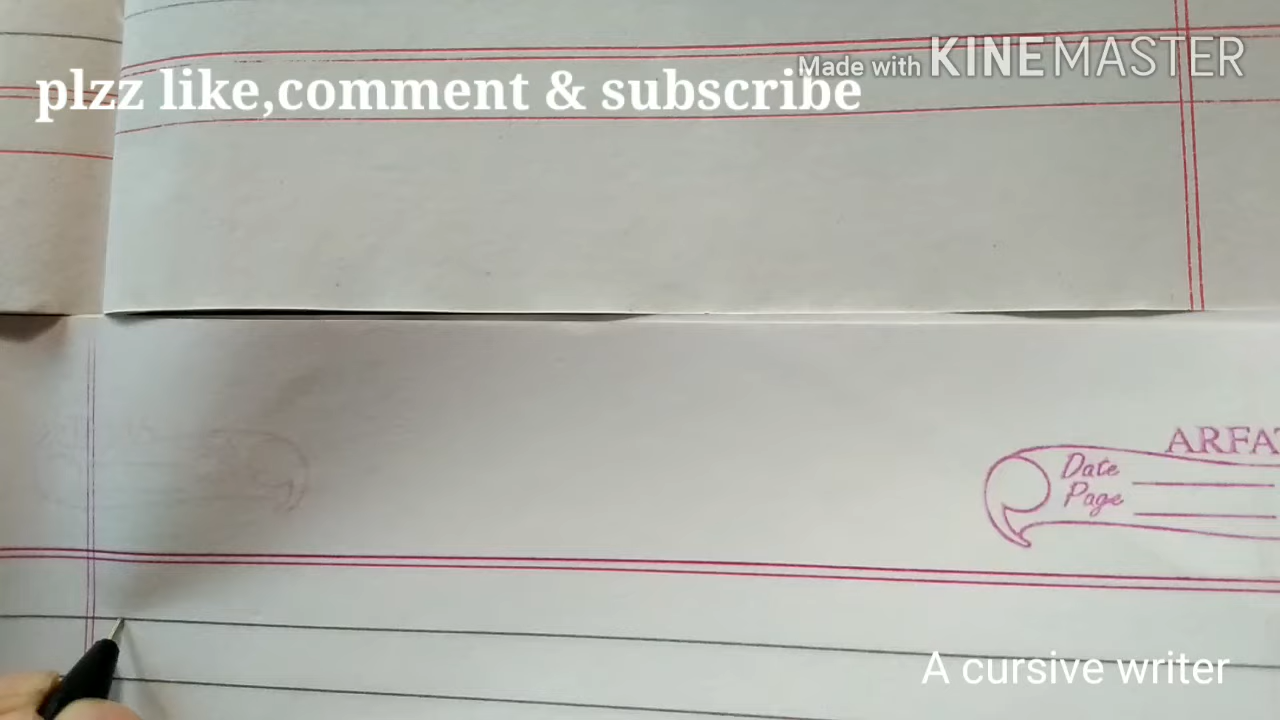 Made with KINEMASTER
plzz like,comment & subscribe
ARFA
Date
Page
A cursive writer